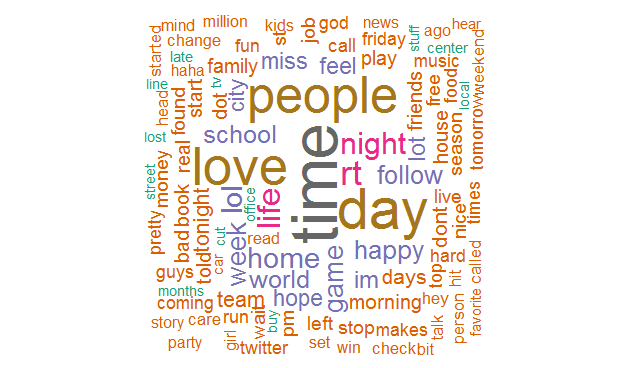 mind
million
kids
st
job
god
news
ago
hear
started
change
fun
call
friday
stuff
center
late
haha
family
miss
feel
play
music
weekend
line
head
found
start
dot
tv
city
people
friends
free
food
local
tomorrow
lost
real
school
time
night
lot
house
season
street
money
love
rt
follow
pretty
bad
book
tonight
lol
life
office
day
live
dont
nice
times
told
cut
car
week
read
home
game
happy
hard
top
guys
world
im
days
hit
called
months
coming
team
hope
morning
hey
person
favorite
story
care
run
wait
buy
pm
left
stop
makes
talk
party
girl
twitter
set
win
check
bit